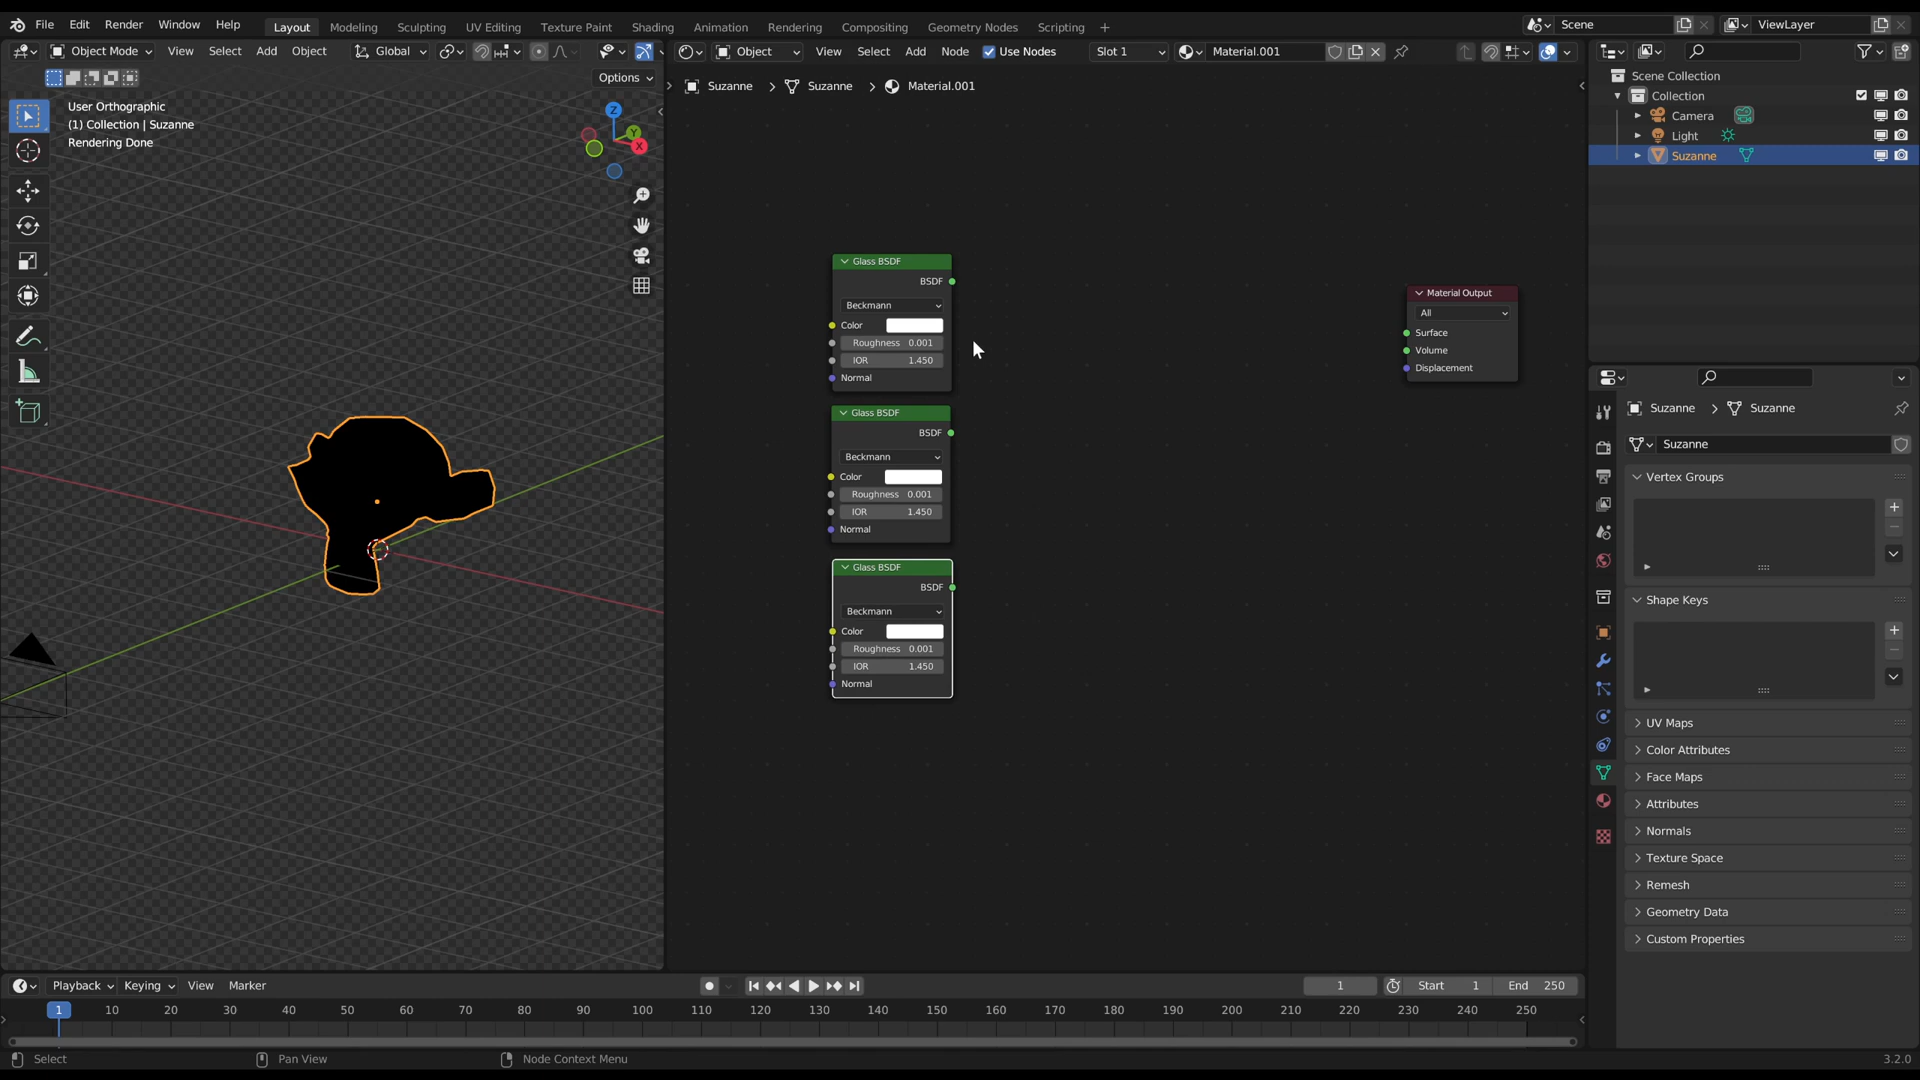 File Edit Render Window Help Layout Modeling Sculpting UV Editing Texture Paint Shading Animation Rendering Compositing Geometry Nodes Scripting + Scene ViewLayer
Object Mode View Select Add Object Global Object View Select Add Node Use Nodes Slot 1 Material.001
Options
User Orthographic
(1) Collection | Suzanne
Rendering Done
Z
Y
X
Suzanne > Suzanne > Material.001
Glass BSDF
BSDF
Beckmann
Color
Roughness 0.001
IOR 1.450
Normal
Glass BSDF
BSDF
Beckmann
Color
Roughness 0.001
IOR 1.450
Normal
Glass BSDF
BSDF
Beckmann
Color
Roughness 0.001
IOR 1.450
Normal
Material Output
All
Surface
Volume
Displacement
Scene Collection
Collection
Camera
Light
Suzanne
Suzanne > Suzanne
Suzanne
Vertex Groups
Shape Keys
UV Maps
Color Attributes
Face Maps
Attributes
Normals
Texture Space
Remesh
Geometry Data
Custom Properties
Playback Keying View Marker 1 Start 1 End 250
1 10 20 30 40 50 60 70 80 90 100 110 120 130 140 150 160 170 180 190 200 210 220 230 240 250
Select Pan View Node Context Menu 3.2.0